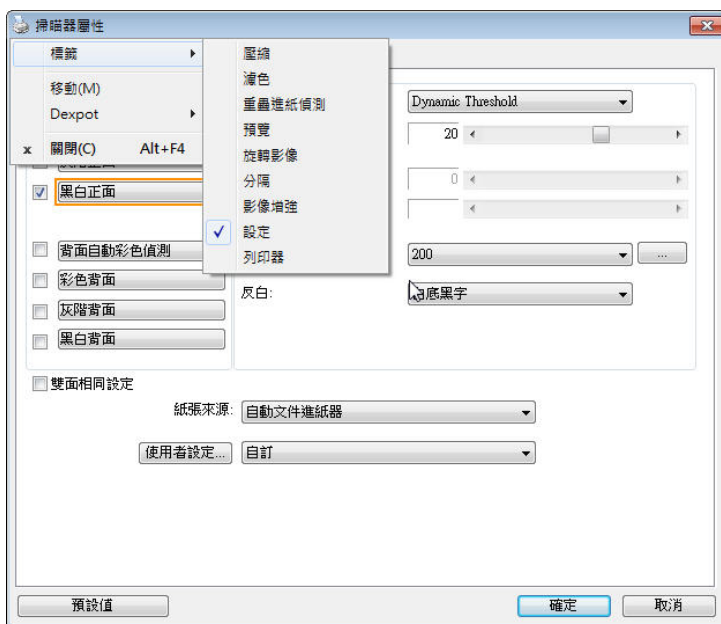 掃瞄器屬性
標籤
移動(M)
Dexpot
x 關閉(C) Alt+F4
壓縮
濾色
重疊進紙偵測
預覽
旋轉影像
分隔
影像增強
設定
列印器
Dynamic Threshold
20
0
黑白正面
背面自動彩色偵測
200
...
彩色背面
反白:
底黑字
灰階背面
黑白背面
雙面相同設定
紙張來源:
自動文件進紙器
使用者設定...
自訂
預設值
確定
取消